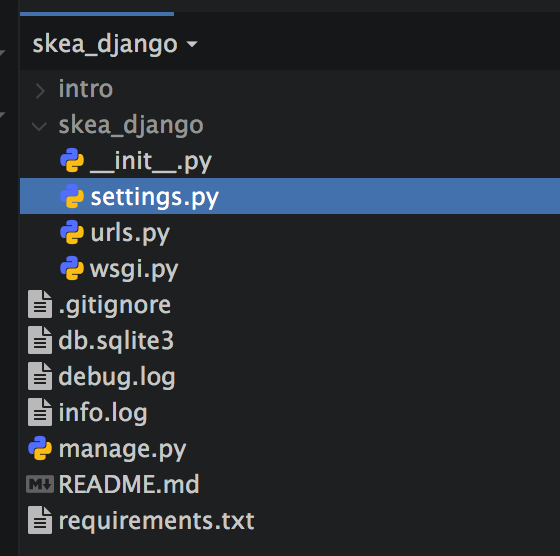 skea_django
intro
skea_django
__init__.py
settings.py
urls.py
wsgi.py
.gitignore
db.sqlite3
debug.log
info.log
manage.py
README.md
requirements.txt